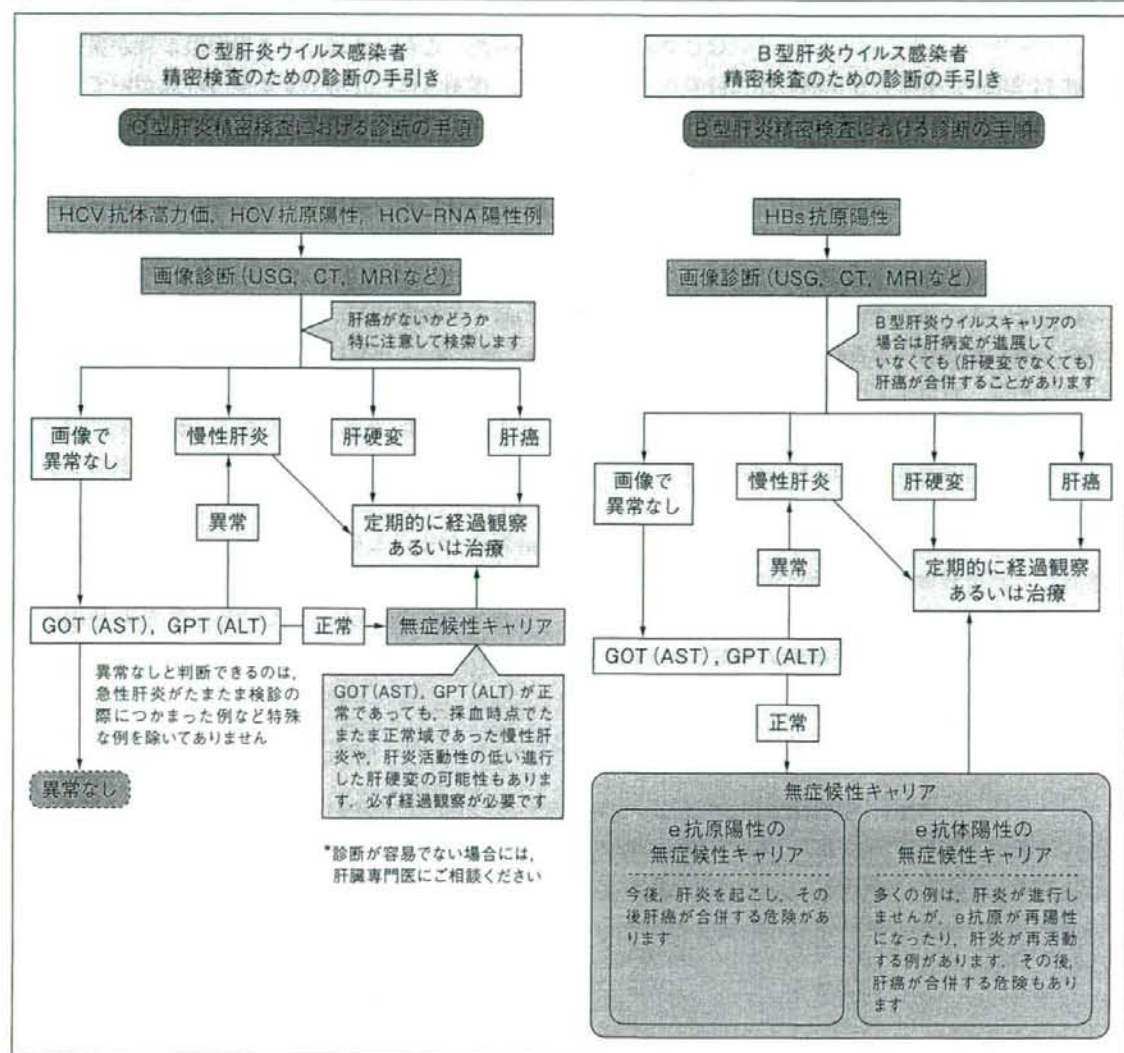 C型肝炎ウイルス感染者
精密検査のための診断の手引き
C型肝炎精密検査における診断の手順
HCV抗体高力価，HCV抗原陽性，HCV-RNA陽性例
画像診断（USG，CT，MRIなど）
肝癌がないかどうか
特に注意して検索します
画像で
異常なし
慢性肝炎
肝硬変
肝癌
異常
定期的に経過観察
あるいは治療
GOT（AST），GPT（ALT）
正常
無症候性キャリア
異常なしと判断できるのは，
急性肝炎がたまたま検診の
際につかまった例など特殊
な例を除いてありません
GOT（AST），GPT（ALT）が正
常であっても，採血時点でた
またま正常域であった慢性肝
炎や，肝炎活動性の低い進行
した肝硬変の可能性もありま
す．必ず経過観察が必要です
異常なし
*診断が容易でない場合には，
肝臓専門医にご相談ください
B型肝炎ウイルス感染者
精密検査のための診断の手引き
B型肝炎精密検査における診断の手順
HBs抗原陽性
画像診断（USG，CT，MRIなど）
B型肝炎ウイルスキャリアの
場合は肝病変が進展して
いなくても（肝硬変でなくても）
肝癌が合併することがあります
画像で
異常なし
慢性肝炎
肝硬変
肝癌
異常
定期的に経過観察
あるいは治療
GOT（AST），GPT（ALT）
正常
無症候性キャリア
e抗原陽性の
無症候性キャリア
今後，肝炎を起こし，その
後肝癌が合併する危険があ
ります
e抗体陽性の
無症候性キャリア
多くの例は，肝炎が進行し
ませんが，e抗原が再陽性
になったり，肝炎が再活動
する例があります．その後，
肝癌が合併する危険もあり
ます